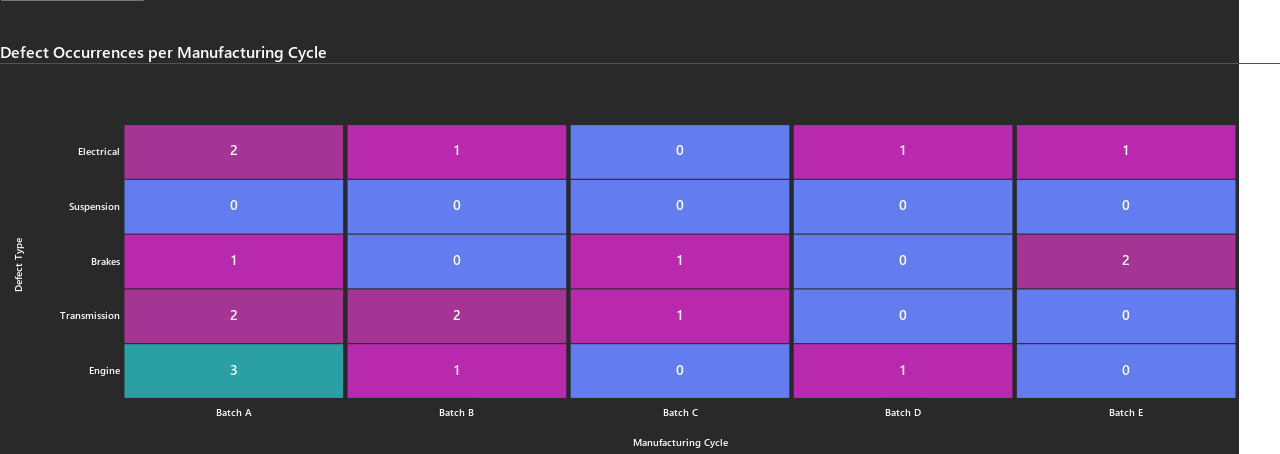 Defect Occurrences per Manufacturing Cycle
Defect Type
Electrical 2 1 0 1 1
Suspension 0 0 0 0 0
Brakes 1 0 1 0 2
Transmission 2 2 1 0 0
Engine 3 1 0 1 0
Batch A Batch B Batch C Batch D Batch E
Manufacturing Cycle